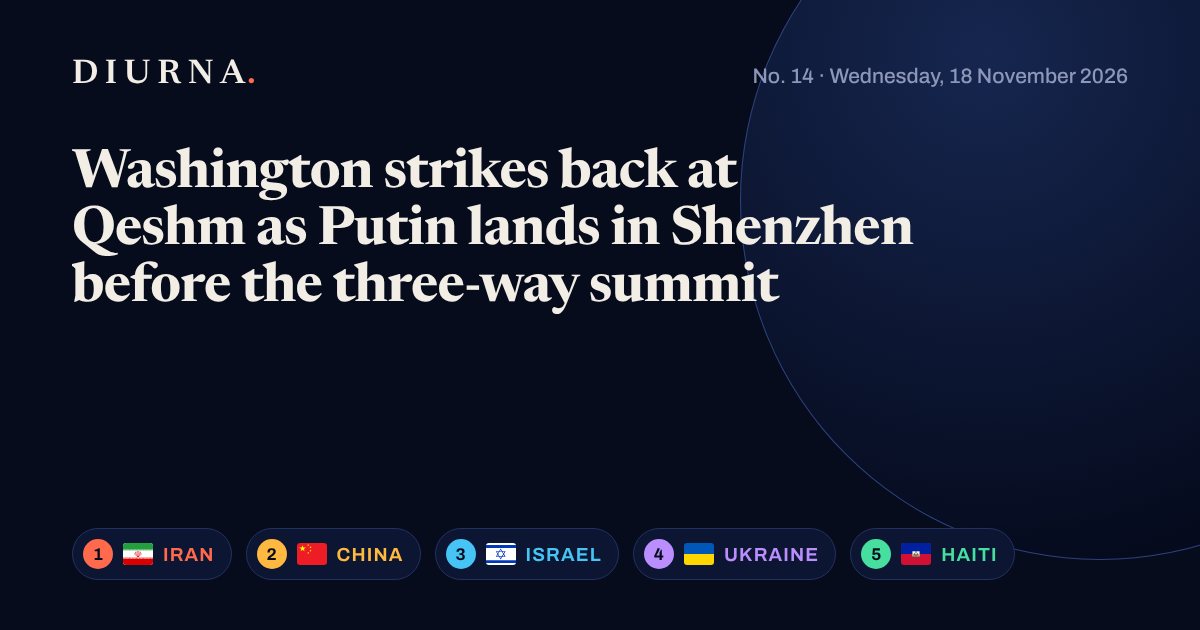 DIURNA.
No. 14 · Wednesday, 18 November 2026
Washington strikes back at
Qeshm as Putin lands in Shenzhen
before the three-way summit
1 IRAN
2 CHINA
3 ISRAEL
4 UKRAINE
5 HAITI